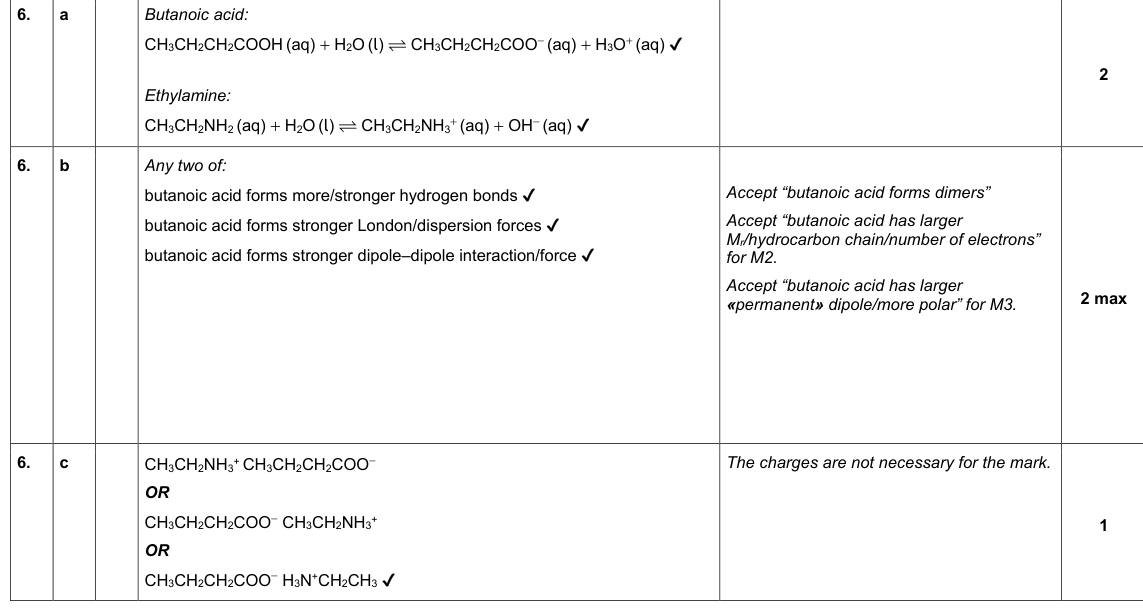 6. a Butanoic acid:
CH₃CH₂CH₂COOH (aq) + H₂O (l) ⇌ CH₃CH₂CH₂COO⁻ (aq) + H₃O⁺ (aq) ✔
Ethylamine:
CH₃CH₂NH₂ (aq) + H₂O (l) ⇌ CH₃CH₂NH₃⁺ (aq) + OH⁻ (aq) ✔
2
6. b Any two of:
butanoic acid forms more/stronger hydrogen bonds ✔
butanoic acid forms stronger London/dispersion forces ✔
butanoic acid forms stronger dipole–dipole interaction/force ✔
Accept “butanoic acid forms dimers”
Accept “butanoic acid has larger
Mᵣ/hydrocarbon chain/number of electrons”
for M2.
Accept “butanoic acid has larger
«permanent» dipole/more polar” for M3.
2 max
6. c CH₃CH₂NH₃⁺ CH₃CH₂CH₂COO⁻
OR
CH₃CH₂CH₂COO⁻ CH₃CH₂NH₃⁺
OR
CH₃CH₂CH₂COO⁻ H₃N⁺CH₂CH₃ ✔
The charges are not necessary for the mark.
1